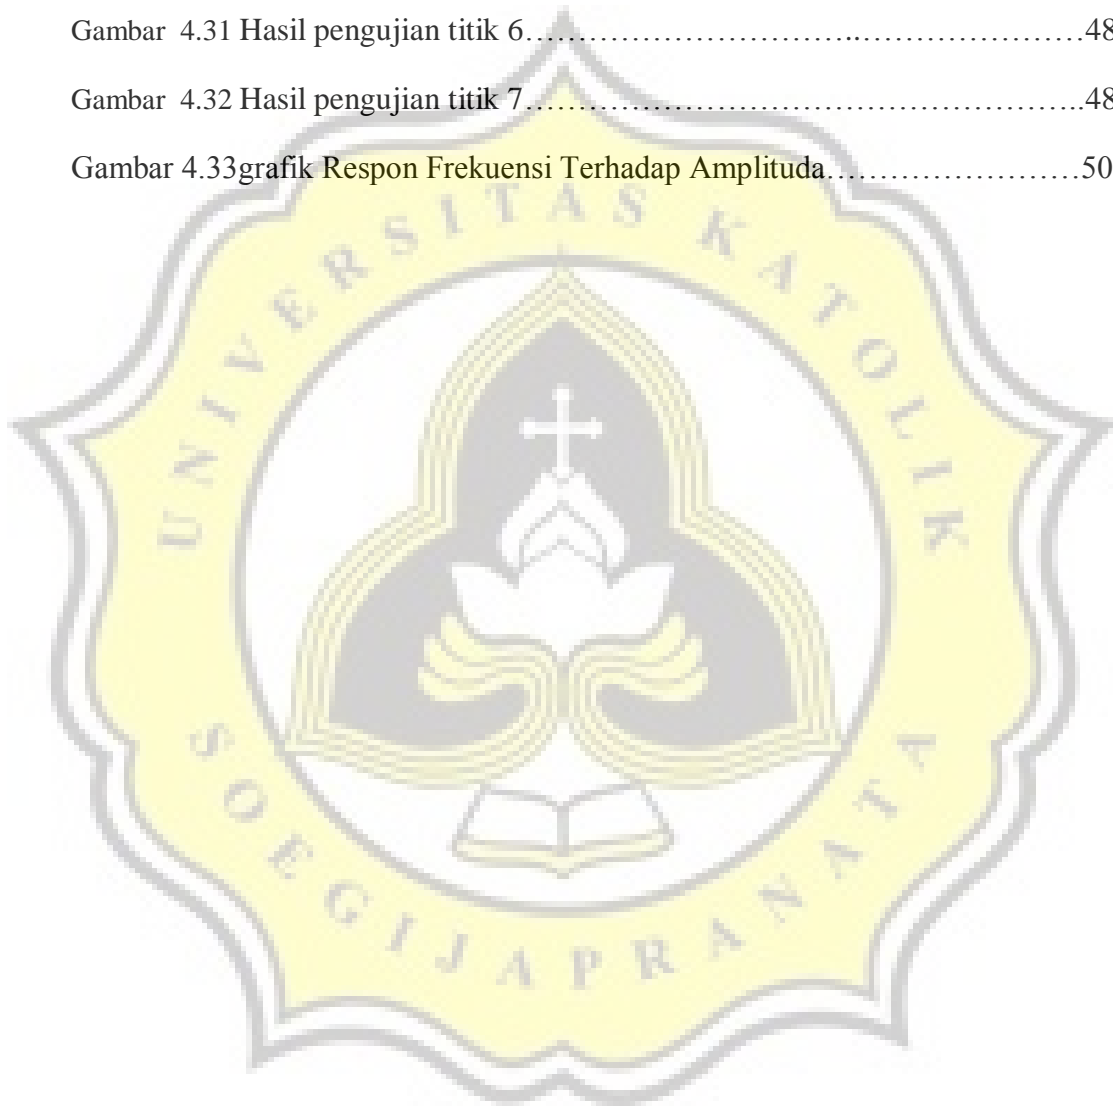 Gambar 4.31 Hasil pengujian titik 6…………………………..…………………48
Gambar 4.32 Hasil pengujian titik 7…………..………………………………..48
Gambar 4.33grafik Respon Frekuensi Terhadap Amplituda……………………50
UNIVERSITAS KATOLIK
SOEGIJAPRANATA